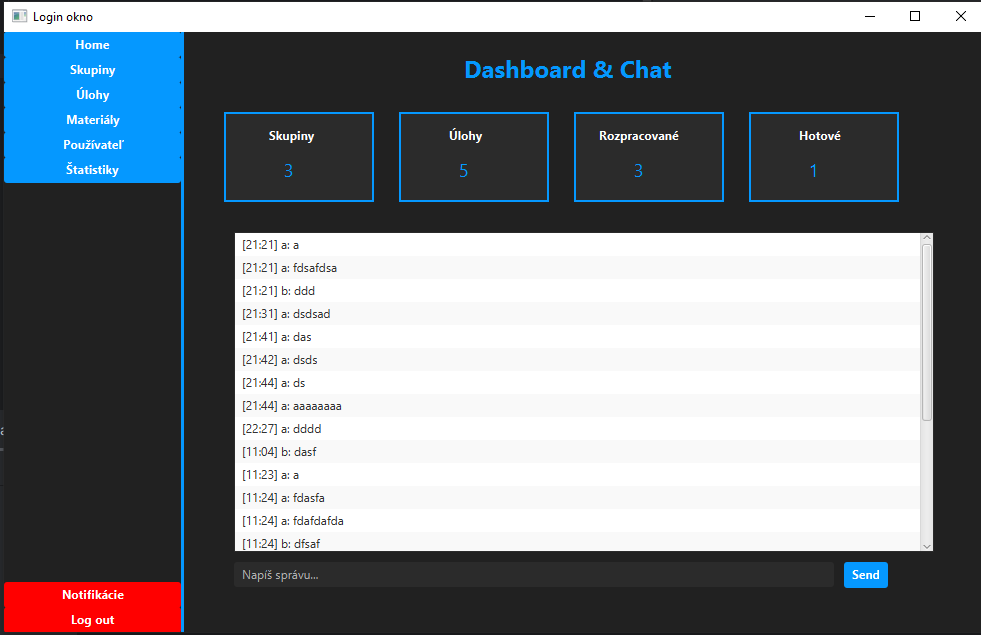 Login okno
Home
Skupiny
Úlohy
Materiály
Používateľ
Štatistiky
Notifikácie
Log out
Dashboard & Chat
Skupiny
3
Úlohy
5
Rozpracované
3
Hotové
1
[21:21] a: a
[21:21] a: fdsafdsa
[21:21] b: ddd
[21:31] a: dsdsad
[21:41] a: das
[21:42] a: dsds
[21:44] a: ds
[21:44] a: aaaaaaaa
[22:27] a: dddd
[11:04] b: dasf
[11:23] a: a
[11:24] a: fdasfa
[11:24] a: fdafdafda
[11:24] b: dfsaf
Napíš správu...
Send